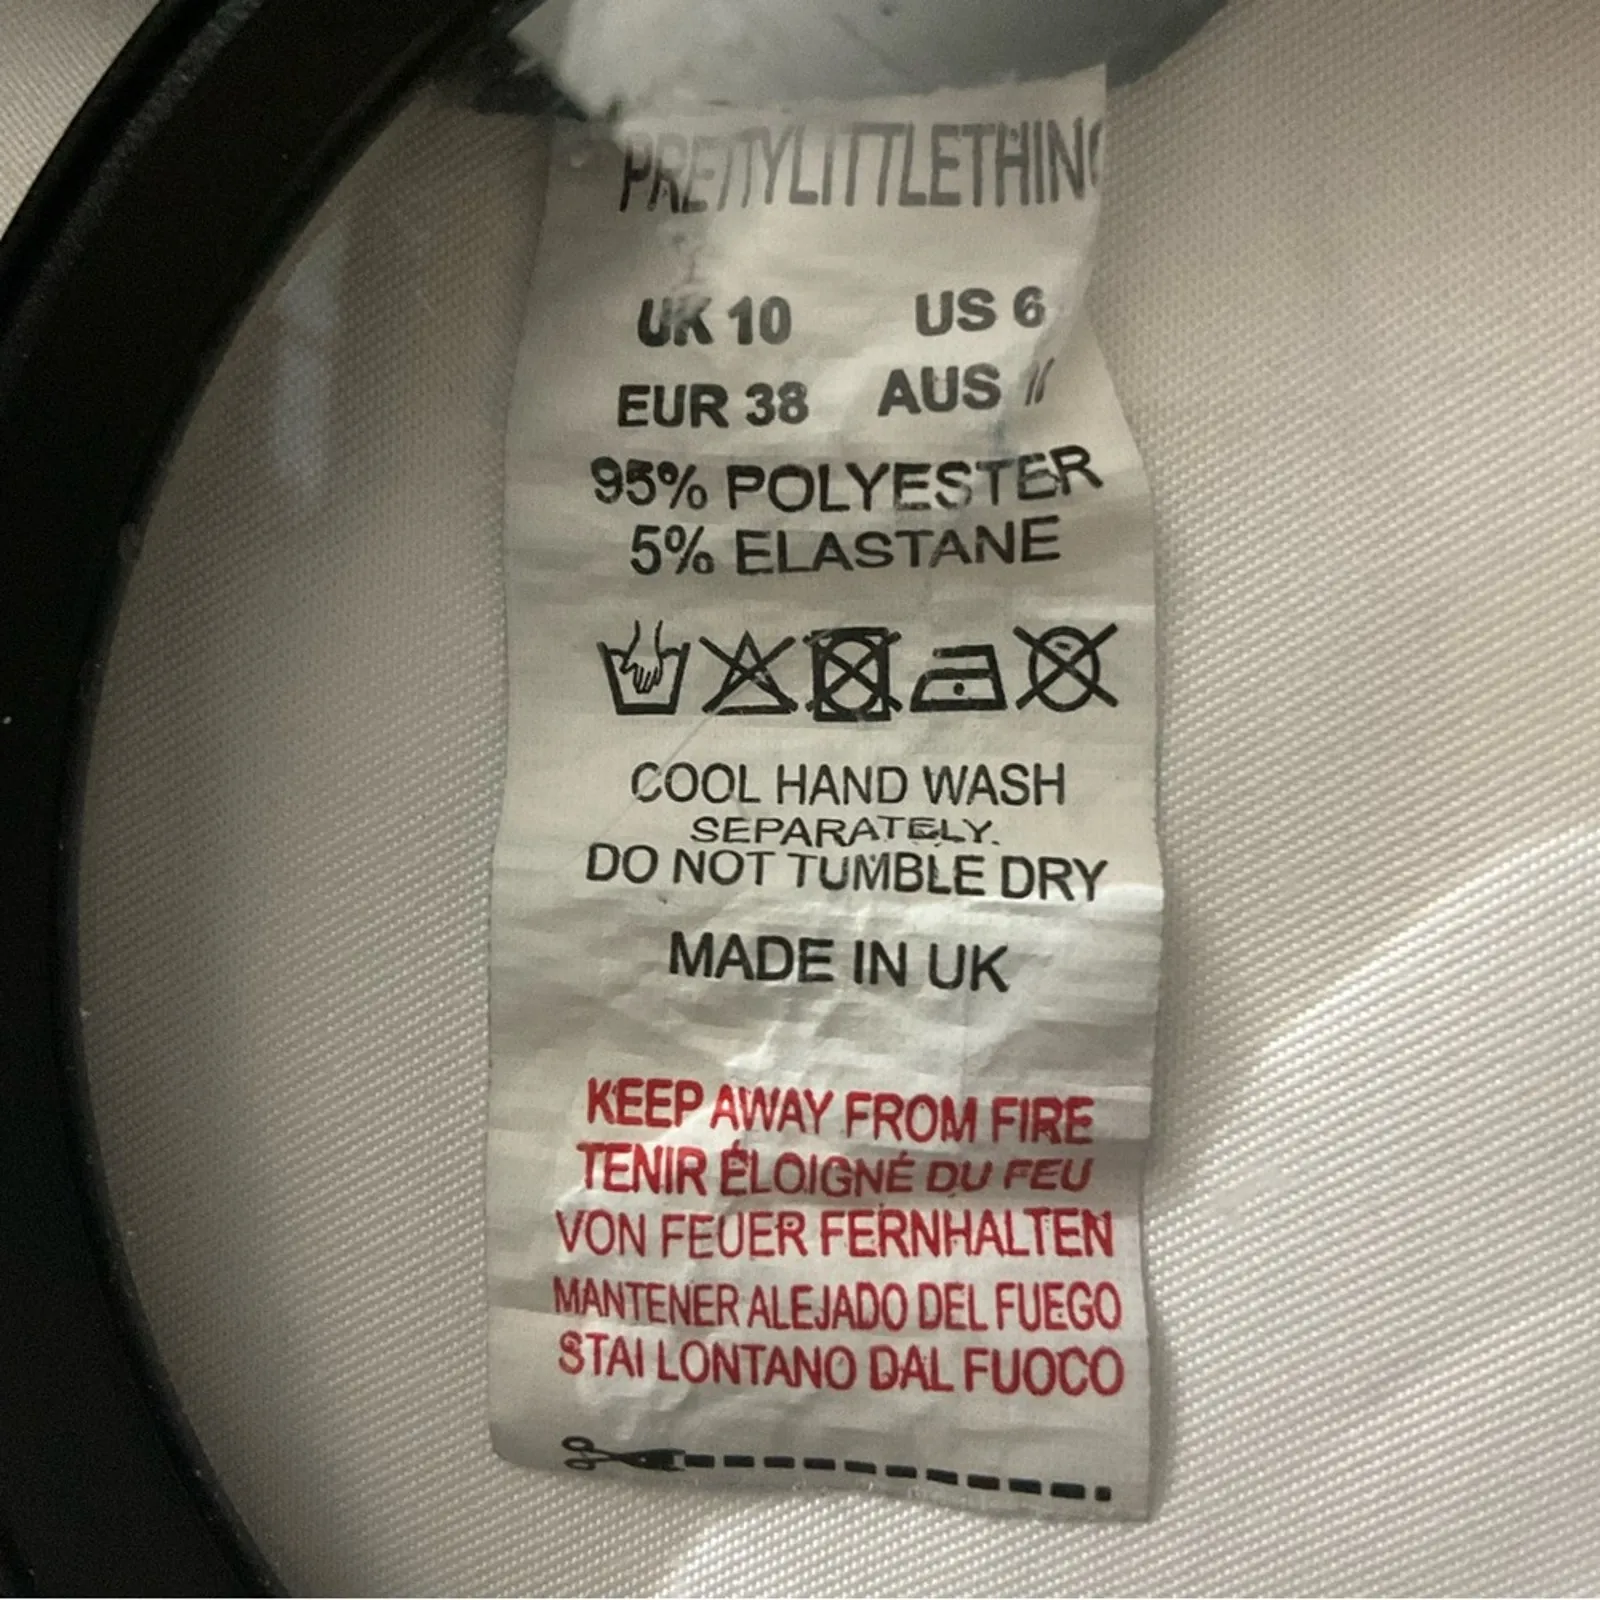 PRETTYLITTLETHING
UK 10 US 6
EUR 38 AUS
95% POLYESTER
5% ELASTANE
COOL HAND WASH
SEPARATELY.
DO NOT TUMBLE DRY
MADE IN UK
KEEP AWAY FROM FIRE
TENIR ÉLOIGNÉ DU FEU
VON FEUER FERNHALTEN
MANTENER ALEJADO DEL FUEGO
STAI LONTANO DAL FUOCO